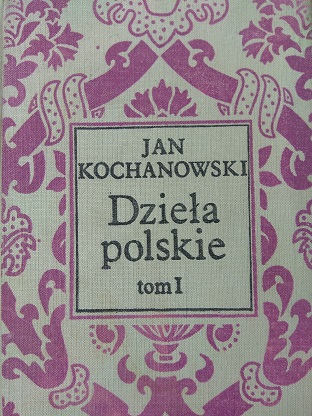 JAN
KOCHANOWSKI
Dzieła
polskie
tom I